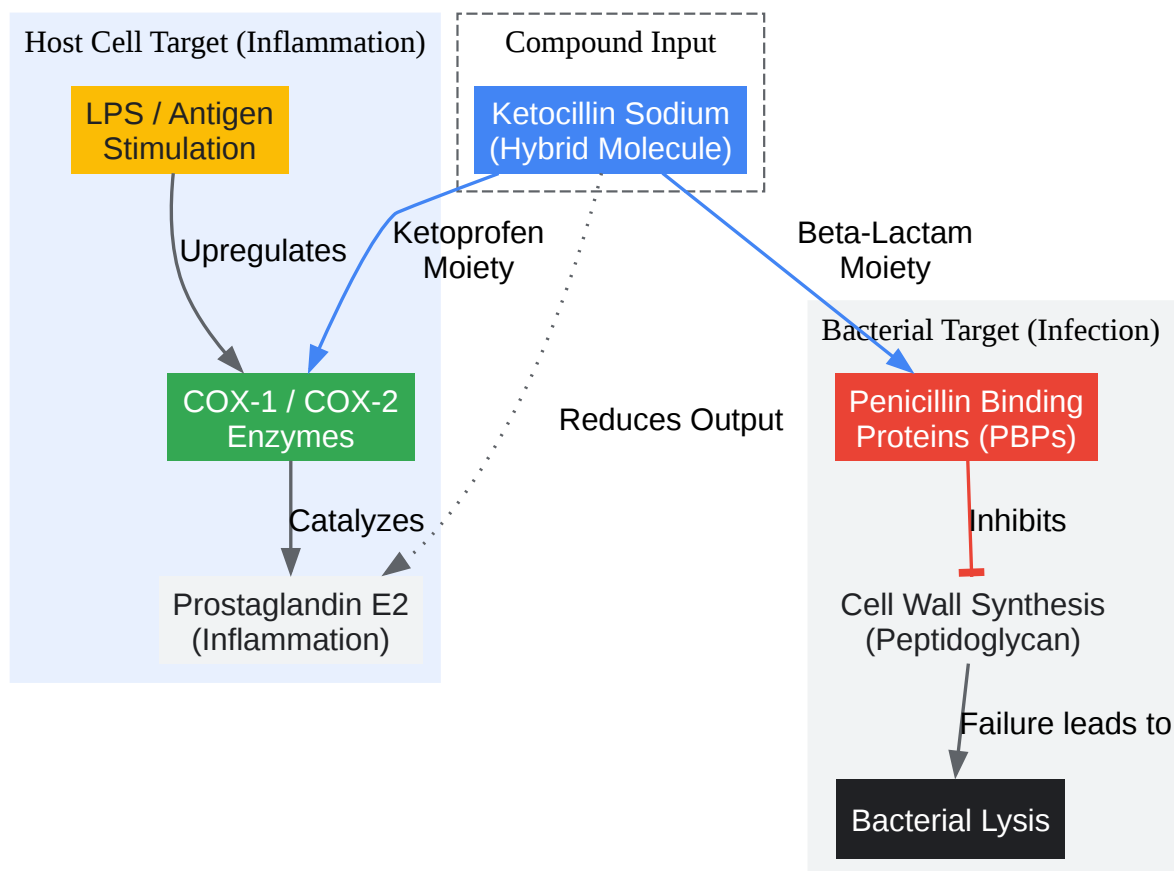 Host Cell Target (Inflammation)
Compound Input
LPS / Antigen
Stimulation
Ketocillin Sodium
(Hybrid Molecule)
Upregulates
Ketoprofen
Moiety
Beta-Lactam
Moiety
Bacterial Target (Infection)
COX-1 / COX-2
Enzymes
Reduces Output
Penicillin Binding
Proteins (PBPs)
Catalyzes
Inhibits
Prostaglandin E2
(Inflammation)
Cell Wall Synthesis
(Peptidoglycan)
Failure leads to
Bacterial Lysis